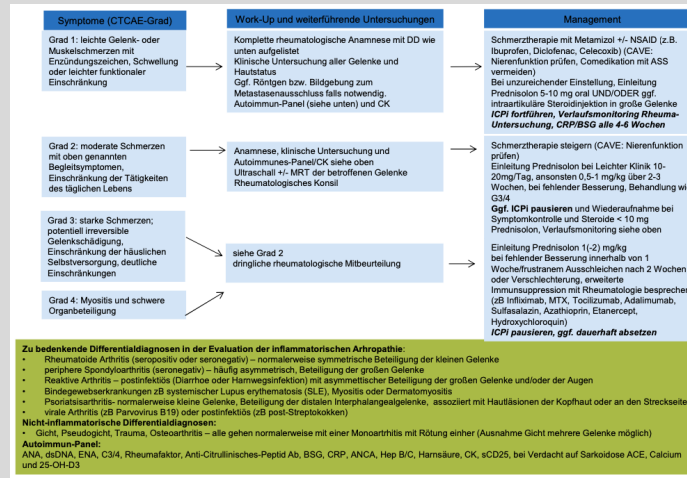 Symptome (CTCAE-Grad)
Work-Up und weiterführende Untersuchungen
Management
Grad 1: leichte Gelenk- oder
Muskelschmerzen mit
Enzündungszeichen, Schwellung
oder leichter funktionaler
Einschränkung
Komplette rheumatologische Anamnese mit DD wie
unten aufgelistet
Klinische Untersuchung aller Gelenke und
Hautstatus
Ggf. Röntgen bzw. Bildgebung zum
Metastasenausschluss falls notwendig.
Autoimmun-Panel (siehe unten) und CK
Schmerztherapie mit Metamizol +/- NSAID (z.B.
Ibuprofen, Diclofenac, Celecoxib) (CAVE:
Nierenfunktion prüfen, Comedikation mit ASS
vermeiden)
Bei unzureichender Einstellung, Einleitung
Prednisolon 5-10 mg oral UND/ODER ggf.
intraartikuläre Steroidinjektion in große Gelenke
ICPi fortführen, Verlaufsmonitoring Rheuma-
Untersuchung, CRP/BSG alle 4-6 Wochen
Grad 2: moderate Schmerzen
mit oben genannten
Begleitsymptomen,
Einschränkung der Tätigkeiten
des täglichen Lebens
Anamnese, klinische Untersuchung und
Autoimmunes-Panel/CK siehe oben
Ultraschall +/- MRT der betroffenen Gelenke
Rheumatologisches Konsil
Schmerztherapie steigern (CAVE: Nierenfunktion
prüfen)
Einleitung Prednisolon bei Leichter Klinik 10-
20mg/Tag, ansonsten 0,5-1 mg/kg über 2-3
Wochen, bei fehlender Besserung, Behandlung wi
G3/4
Ggf. ICPi pausieren und Wiederaufnahme bei
Symptomkontrolle und Steroide < 10 mg
Prednisolon, Verlaufsmonitoring siehe oben
Grad 3: starke Schmerzen;
potentiell irreversible
Gelenkschädigung,
Einschränkung der häuslichen
Selbstversorgung, deutliche
Einschränkungen
siehe Grad 2
dringliche rheumatologische Mitbeurteilung
Einleitung Prednisolon 1(-2) mg/kg
bei fehlender Besserung innerhalb von 1
Woche/frustranem Ausschleichen nach 2 Wochen
oder Verschlechterung, erweiterte
Immunsuppression mit Rheumatologie bespreche
(zB Infliximab, MTX, Tocilizumab, Adalimumab,
Sulfasalazin, Azathioprin, Etanercept,
Hydroxychloroquin)
ICPi pausieren, ggf. dauerhaft absetzen
Grad 4: Myositis und schwere
Organbeteiligung
Zu bedenkende Differentialdiagnosen in der Evaluation der inflammatorischen Arhropathie:
• Rheumatoide Arthritis (seropositiv oder seronegativ) – normalerweise symmetrische Beteiligung der kleinen Gelenke
• periphere Spondyloarthritis (seronegativ) – häufig asymmetrisch, Beteiligung der großen Gelenke
• Reaktive Arthritis – postinfektiös (Diarrhoe oder Harnwegsinfektion) mit asymmettischer Beteiligung der großen Gelenke und/oder der Augen
• Bindegewebserkrankungen zB systemischer Lupus erythematosis (SLE), Myositis oder Dermatomyositis
• Psoriatsisarthritis- normalerweise kleine Gelenke, Beteiligung der distalen Interphalangealgelenke, assoziiert mit Hautläsionen der Kopfhaut oder an den Streckseite
• virale Arthritis (zB Parvovirus B19) oder postinfektiös (zB post-Streptokokken)
Nicht-inflammatorische Differentialdiagnosen:
• Gicht, Pseudogicht, Trauma, Osteoarthritis – alle gehen normalerweise mit einer Monoartrhitis mit Rötung einher (Ausnahme Gicht mehrere Gelenke möglich)
Autoimmun-Panel:
ANA, dsDNA, ENA, C3/4, Rheumafaktor, Anti-Citrullinisches-Peptid Ab, BSG, CRP, ANCA, Hep B/C, Harnsäure, CK, sCD25, bei Verdacht auf Sarkoidose ACE, Calcium
und 25-OH-D3